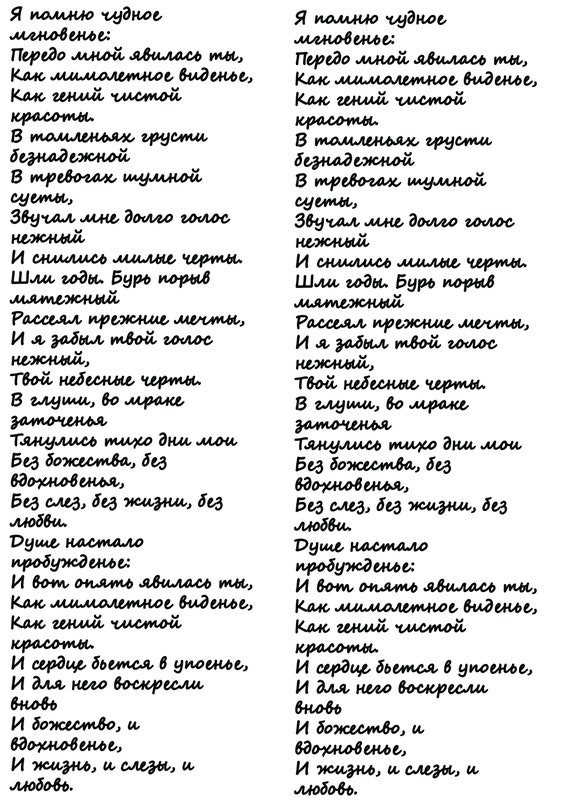 Я помню чудное
мгновенье:
Передо мной явилась ты,
Как мимолетное виденье,
Как гений чистой
красоты.
В томленьях грусти
безнадежной
В тревогах шумной
суеты,
Звучал мне долго голос
нежный
И снились милые черты.
Шли годы. Бурь порыв
мятежный
Рассеял прежние мечты,
И я забыл твой голос
нежный,
Твой небесные черты.
В глуши, во мраке
заточенья
Тянулись тихо дни мои
Без божества, без
вдохновенья,
Без слез, без жизни, без
любви.
Душе настало
пробужденье:
И вот опять явилась ты,
Как мимолетное виденье,
Как гений чистой
красоты.
И сердце бьется в упоенье,
И для него воскресли
вновь
И божество, и
вдохновенье,
И жизнь, и слезы, и
любовь.
Я помню чудное
мгновенье:
Передо мной явилась ты,
Как мимолетное виденье,
Как гений чистой
красоты.
В томленьях грусти
безнадежной
В тревогах шумной
суеты,
Звучал мне долго голос
нежный
И снились милые черты.
Шли годы. Бурь порыв
мятежный
Рассеял прежние мечты,
И я забыл твой голос
нежный,
Твой небесные черты.
В глуши, во мраке
заточенья
Тянулись тихо дни мои
Без божества, без
вдохновенья,
Без слез, без жизни, без
любви.
Душе настало
пробужденье:
И вот опять явилась ты,
Как мимолетное виденье,
Как гений чистой
красоты.
И сердце бьется в упоенье,
И для него воскресли
вновь
И божество, и
вдохновенье,
И жизнь, и слезы, и
любовь.